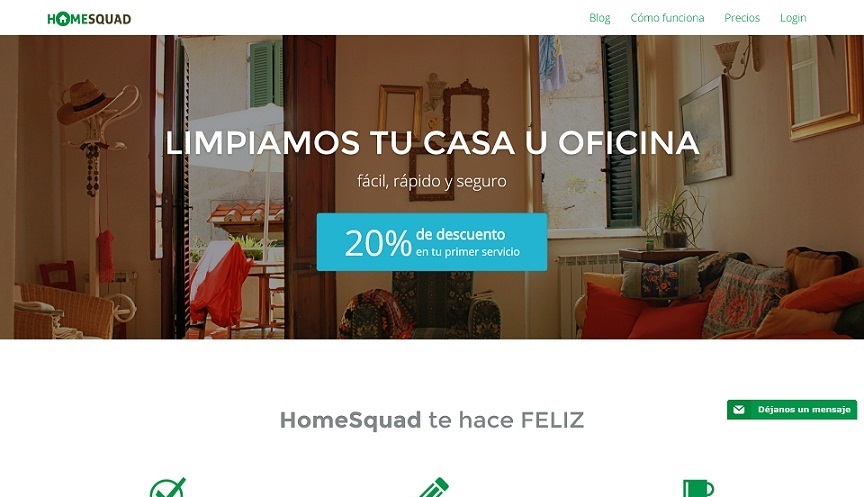 HOMESQUAD
Blog Cómo funciona Precios Login
LIMPIAMOS TU CASA U OFICINA
fácil, rápido y seguro
20% de descuento
en tu primer servicio
HomeSquad te hace FELIZ
Déjanos un mensaje